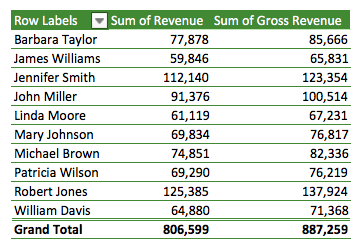 Row Labels Sum of Revenue Sum of Gross Revenue
Barbara Taylor 77,878 85,666
James Williams 59,846 65,831
Jennifer Smith 112,140 123,354
John Miller 91,376 100,514
Linda Moore 61,119 67,231
Mary Johnson 69,834 76,817
Michael Brown 74,851 82,336
Patricia Wilson 69,290 76,219
Robert Jones 125,385 137,924
William Davis 64,880 71,368
Grand Total 806,599 887,259